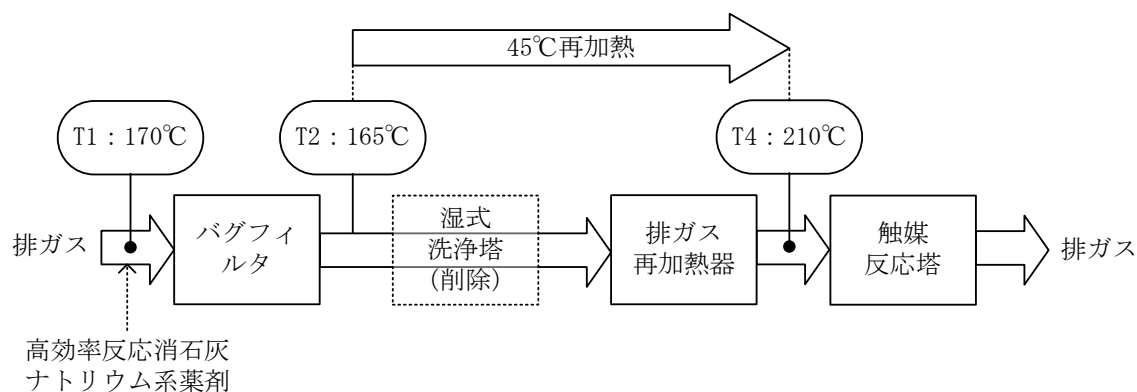 45℃再加熱
T1：170℃
T2：165℃
T4：210℃
排ガス
バグフィ
ルタ
湿式
洗浄塔
(削除)
排ガス
再加熱器
触媒
反応塔
排ガス
高効率反応消石灰
ナトリウム系薬剤